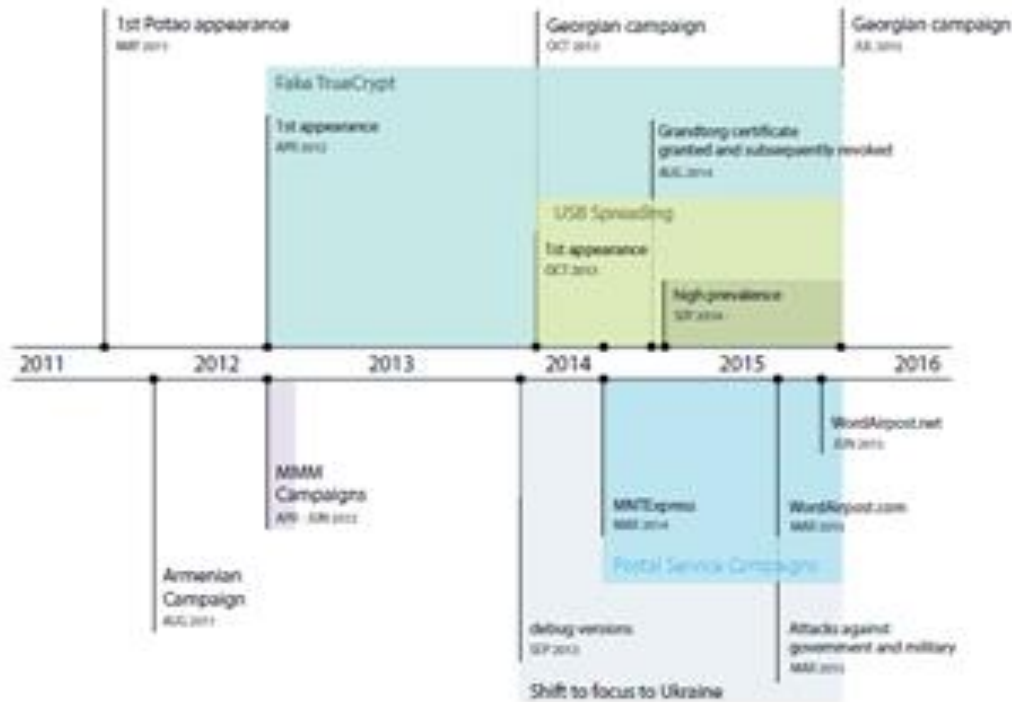 1st Potao appearance
MAY 2011
Georgian campaign
OCT 2013
Georgian campaign
JUL 2015
Fake TrueCrypt
1st appearance
APR 2012
Grandtorg certificate
granted and subsequently revoked
AUG 2014
USB Spreading
1st appearance
OCT 2013
high prevalence
SEP 2014
2011
2012
2013
2014
2015
2016
WordAirpost.net
JUN 2015
MMM
Campaigns
APR - JUN 2012
MNTExpress
MAR 2014
WordAirpost.com
MAR 2015
Postal Service Campaigns
Armenian
Campaign
AUG 2011
debug versions
SEP 2013
Attacks against
government and military
MAR 2015
Shift to focus to Ukraine